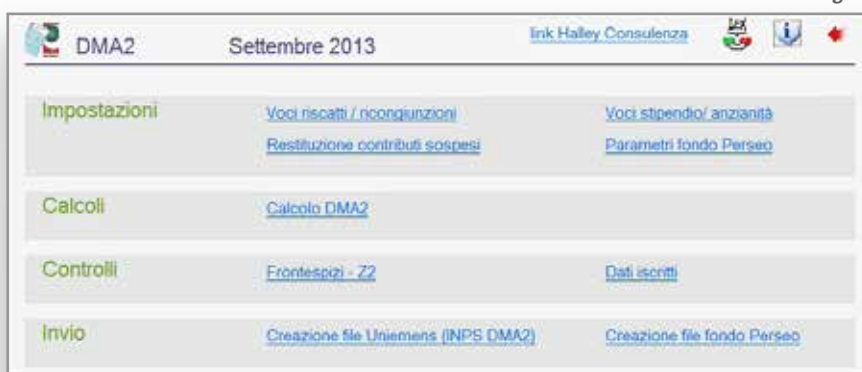 DMA2 Settembre 2013 link Halley Consulenza
Impostazioni Voci riscatti / ricongiunzioni Voci stipendio/ anzianità
Restituzione contributi sospesi Parametri fondo Perseo
Calcoli Calcolo DMA2
Controlli Frontespizi - Z2 Dati iscritti
Invio Creazione file Uniemens (INPS DMA2) Creazione file fondo Perseo